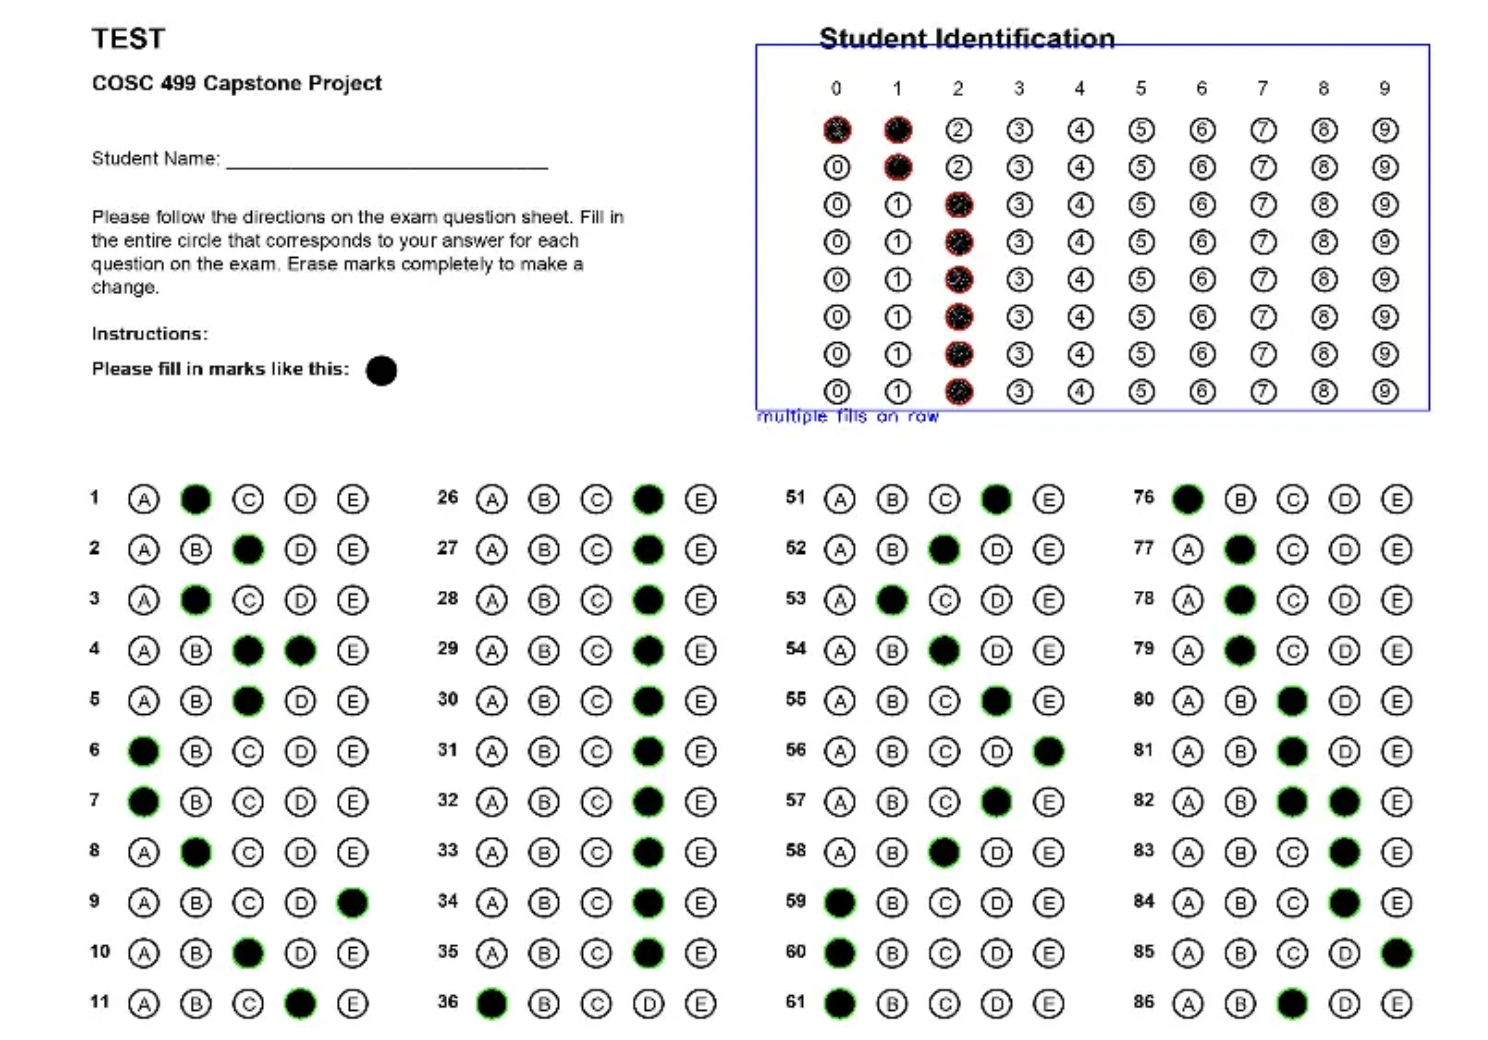 TEST
COSC 499 Capstone Project
Student Name: ____________________________
Please follow the directions on the exam question sheet. Fill in
the entire circle that corresponds to your answer for each
question on the exam. Erase marks completely to make a
change.
Instructions:
Please fill in marks like this:
Student Identification
0 1 2 3 4 5 6 7 8 9
2 3 4 5 6 7 8 9
0 2 3 4 5 6 7 8 9
0 1 3 4 5 6 7 8 9
0 1 3 4 5 6 7 8 9
0 1 3 4 5 6 7 8 9
0 1 3 4 5 6 7 8 9
0 1 3 4 5 6 7 8 9
0 1 3 4 5 6 7 8 9
multiple fills on row
1 A C D E
2 A B D E
3 A C D E
4 A B E
5 A B D E
6 B C D E
7 B C D E
8 A C D E
9 A B C D
10 A B D E
11 A B C E
26 A B C E
27 A B C E
28 A B C E
29 A B C E
30 A B C E
31 A B C E
32 A B C E
33 A B C E
34 A B C E
35 A B C E
36 B C D E
51 A B C E
52 A B D E
53 A C D E
54 A B D E
55 A B C E
56 A B C D
57 A B C E
58 A B D E
59 B C D E
60 B C D E
61 B C D E
76 B C D E
77 A C D E
78 A C D E
79 A C D E
80 A B D E
81 A B D E
82 A B E
83 A B C E
84 A B C E
85 A B C D
86 A B D E